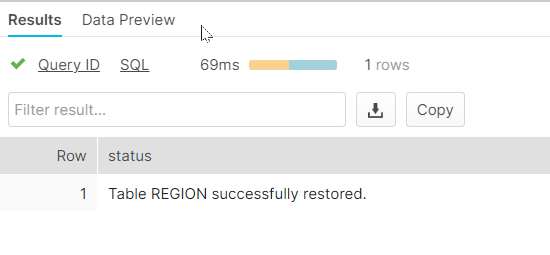 Results Data Preview
Query ID SQL 69ms 1 rows
Filter result... Copy
Row status
1 Table REGION successfully restored.